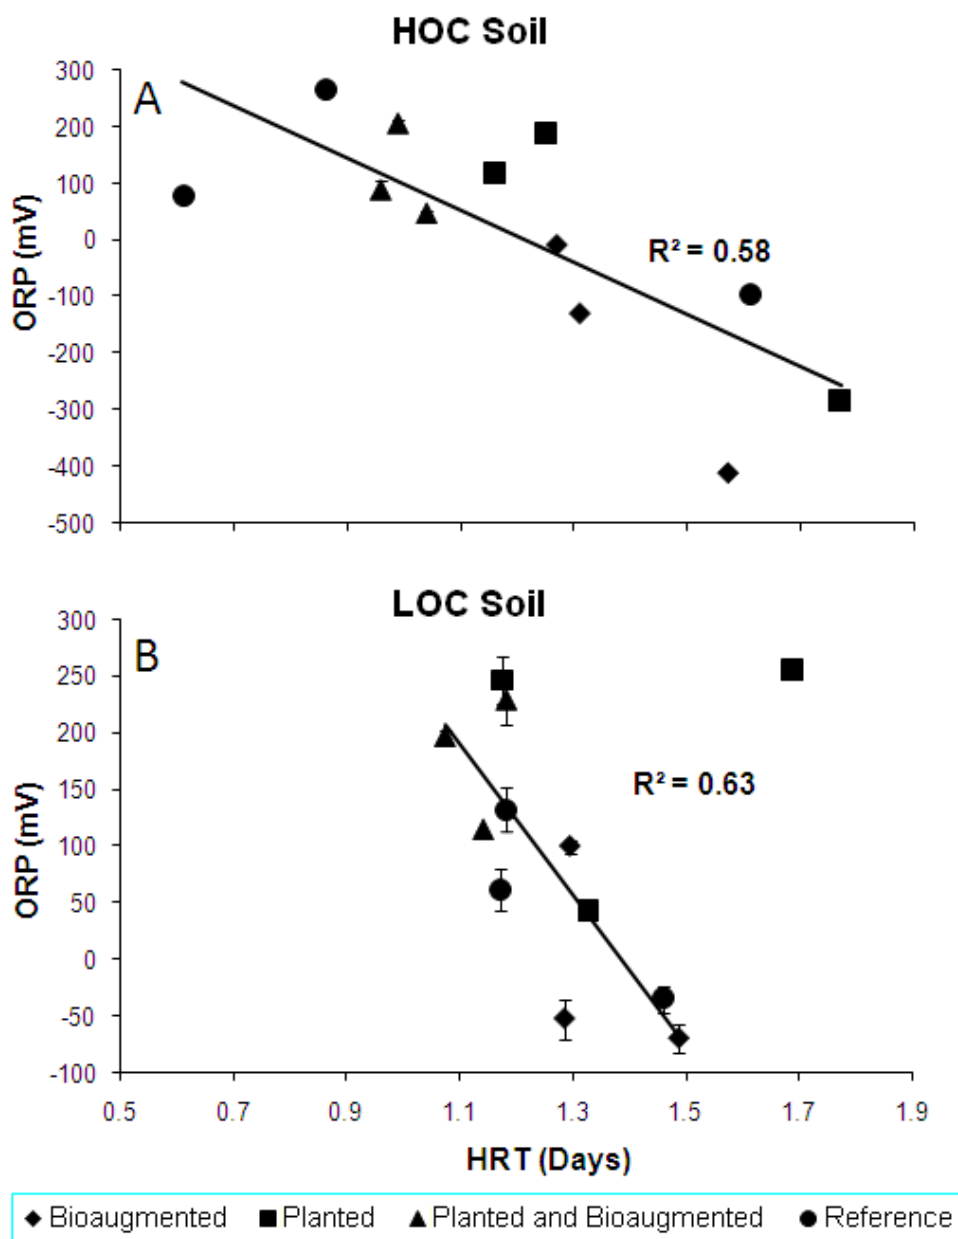 HOC Soil
A
300
200
100
0
-100
-200
-300
-400
-500
ORP (mV)
R² = 0.58
LOC Soil
B
300
250
200
150
100
50
0
-50
-100
ORP (mV)
R² = 0.63
0.5 0.7 0.9 1.1 1.3 1.5 1.7 1.9
HRT (Days)
Bioaugmented Planted Planted and Bioaugmented Reference